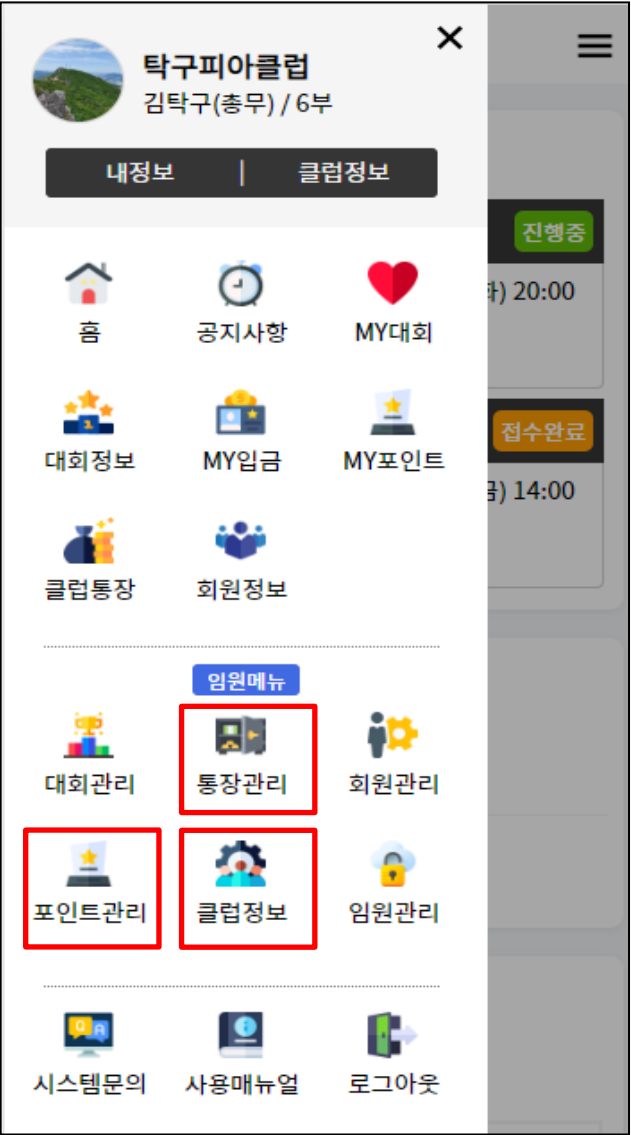 탁구피아클럽
김탁구(총무) / 6부
내정보 | 클럽정보
진행중
) 20:00
홈 공지사항 MY대회
접수완료
대회정보 MY입금 MY포인트
) 14:00
클럽통장 회원정보
임원메뉴
대회관리 통장관리 회원관리
포인트관리 클럽정보 임원관리
시스템문의 사용매뉴얼 로그아웃